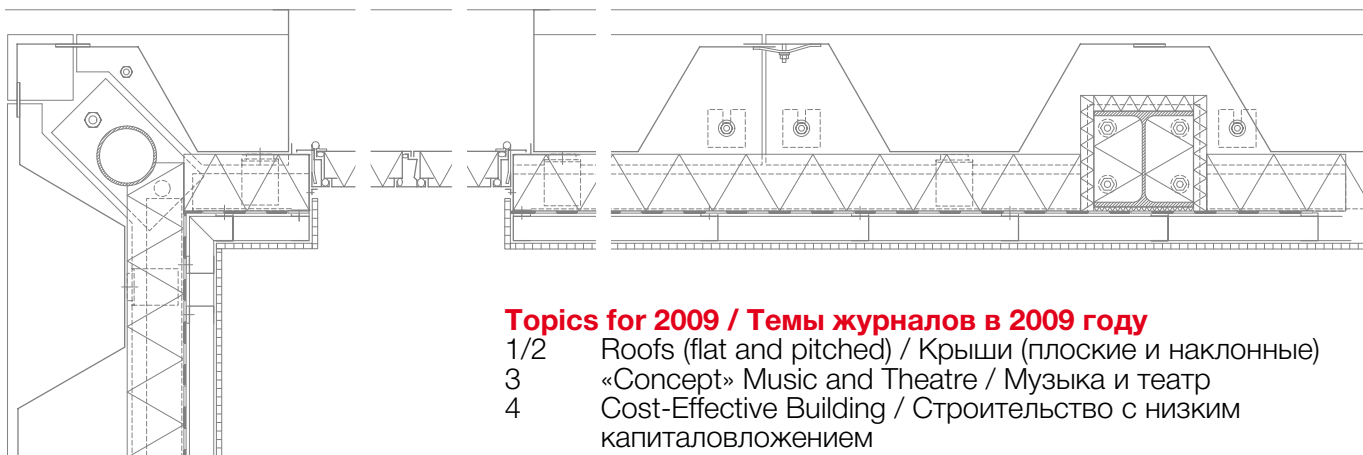 Topics for 2009 / Темы журналов в 2009 году
1/2 Roofs (flat and pitched) / Крыши (плоские и наклонные)
3 «Concept» Music and Theatre / Музыка и театр
4 Cost-Effective Building / Строительство с низким
капиталовложением